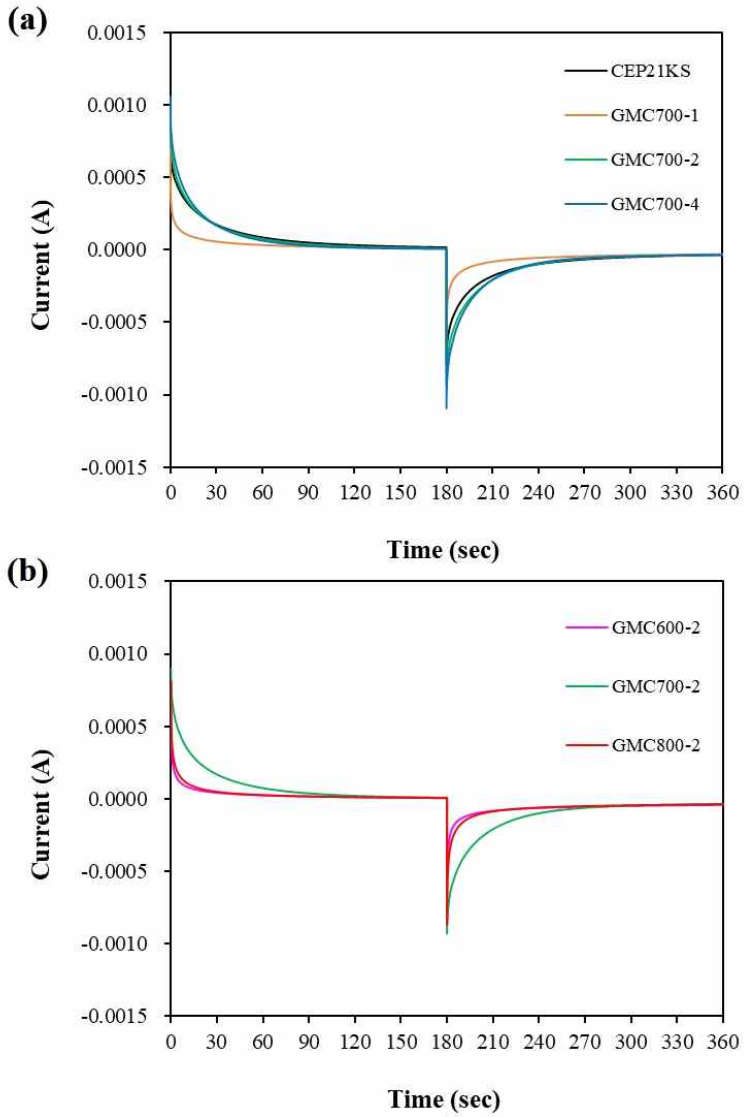 (a)
0.0015
0.0010
0.0005
0.0000
-0.0005
-0.0010
-0.0015
Current (A)
CEP21KS
GMC700-1
GMC700-2
GMC700-4
0 30 60 90 120 150 180 210 240 270 300 330 360
Time (sec)
(b)
0.0015
0.0010
0.0005
0.0000
-0.0005
-0.0010
-0.0015
Current (A)
GMC600-2
GMC700-2
GMC800-2
0 30 60 90 120 150 180 210 240 270 300 330 360
Time (sec)